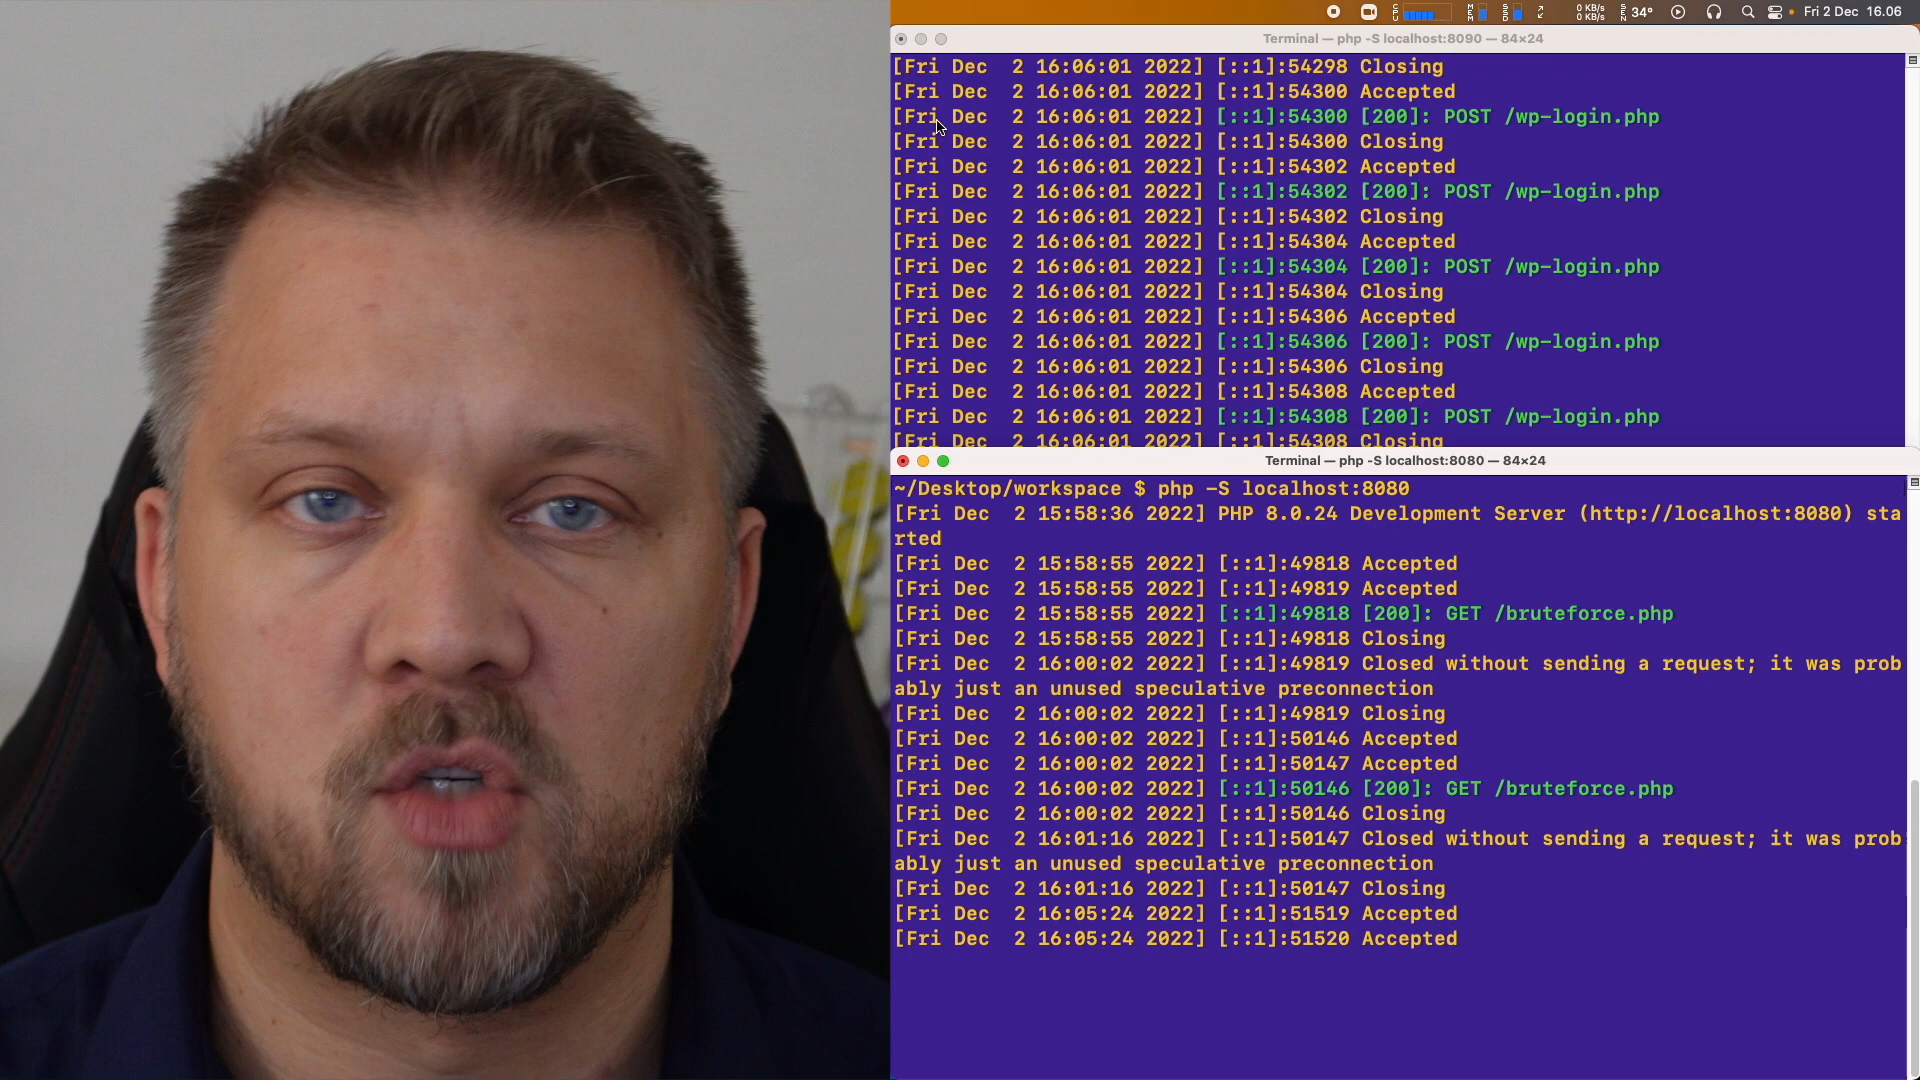 CPU MEM SSD 0 KB/s SEN 34° Fri 2 Dec 16.06
0 KB/s
Terminal — php -S localhost:8090 — 84×24
[Fri Dec  2 16:06:01 2022] [::1]:54298 Closing
[Fri Dec  2 16:06:01 2022] [::1]:54300 Accepted
[Fri Dec  2 16:06:01 2022] [::1]:54300 [200]: POST /wp-login.php
[Fri Dec  2 16:06:01 2022] [::1]:54300 Closing
[Fri Dec  2 16:06:01 2022] [::1]:54302 Accepted
[Fri Dec  2 16:06:01 2022] [::1]:54302 [200]: POST /wp-login.php
[Fri Dec  2 16:06:01 2022] [::1]:54302 Closing
[Fri Dec  2 16:06:01 2022] [::1]:54304 Accepted
[Fri Dec  2 16:06:01 2022] [::1]:54304 [200]: POST /wp-login.php
[Fri Dec  2 16:06:01 2022] [::1]:54304 Closing
[Fri Dec  2 16:06:01 2022] [::1]:54306 Accepted
[Fri Dec  2 16:06:01 2022] [::1]:54306 [200]: POST /wp-login.php
[Fri Dec  2 16:06:01 2022] [::1]:54306 Closing
[Fri Dec  2 16:06:01 2022] [::1]:54308 Accepted
[Fri Dec  2 16:06:01 2022] [::1]:54308 [200]: POST /wp-login.php
[Fri Dec  2 16:06:01 2022] [::1]:54308 Closing
Terminal — php -S localhost:8080 — 84×24
~/Desktop/workspace $ php -S localhost:8080
[Fri Dec  2 15:58:36 2022] PHP 8.0.24 Development Server (http://localhost:8080) sta
rted
[Fri Dec  2 15:58:55 2022] [::1]:49818 Accepted
[Fri Dec  2 15:58:55 2022] [::1]:49819 Accepted
[Fri Dec  2 15:58:55 2022] [::1]:49818 [200]: GET /bruteforce.php
[Fri Dec  2 15:58:55 2022] [::1]:49818 Closing
[Fri Dec  2 16:00:02 2022] [::1]:49819 Closed without sending a request; it was prob
ably just an unused speculative preconnection
[Fri Dec  2 16:00:02 2022] [::1]:49819 Closing
[Fri Dec  2 16:00:02 2022] [::1]:50146 Accepted
[Fri Dec  2 16:00:02 2022] [::1]:50147 Accepted
[Fri Dec  2 16:00:02 2022] [::1]:50146 [200]: GET /bruteforce.php
[Fri Dec  2 16:00:02 2022] [::1]:50146 Closing
[Fri Dec  2 16:01:16 2022] [::1]:50147 Closed without sending a request; it was prob
ably just an unused speculative preconnection
[Fri Dec  2 16:01:16 2022] [::1]:50147 Closing
[Fri Dec  2 16:05:24 2022] [::1]:51519 Accepted
[Fri Dec  2 16:05:24 2022] [::1]:51520 Accepted